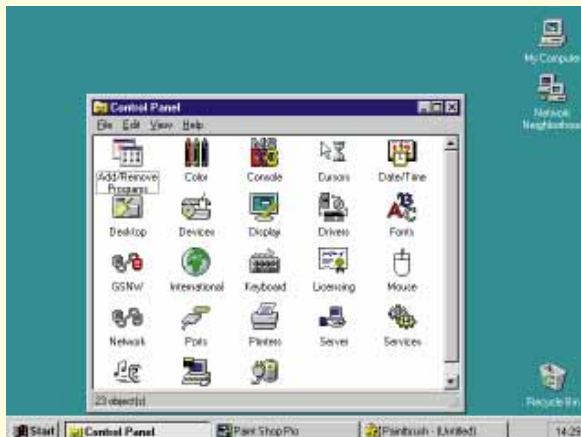 My Computer
Network
Neighborhood
Control Panel
File Edit View Help
Add/Remove
Programs
Color
Console
Cursors
Date/Time
Desktop
Devices
Display
Drivers
Fonts
GSNW
International
Keyboard
Licensing
Mouse
Network
Ports
Printers
Server
Services
23 object(s)
Recycle Bin
Start
Control Panel
Paint Shop Pro
Paintbrush - (Untitled)
14:29